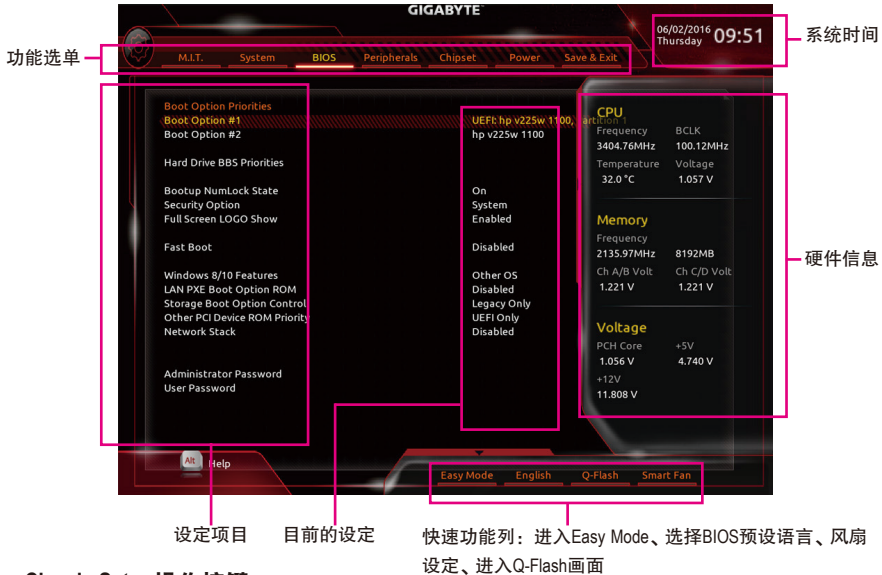 GIGABYTE
06/02/2016 Thursday 09:51
系统时间
功能选单
M.I.T. System BIOS Peripherals Chipset Power Save & Exit
Boot Option Priorities
Boot Option #1 UEFI: hp v225w 1100, Partition 1
Boot Option #2 hp v225w 1100
Hard Drive BBS Priorities
Bootup NumLock State On
Security Option System
Full Screen LOGO Show Enabled
Fast Boot Disabled
Windows 8/10 Features Other OS
LAN PXE Boot Option ROM Disabled
Storage Boot Option Control Legacy Only
Other PCI Device ROM Priority UEFI Only
Network Stack Disabled
Administrator Password
User Password
CPU
Frequency BCLK
3404.76MHz 100.12MHz
Temperature Voltage
32.0 °C 1.057 V
Memory
Frequency
2135.97MHz 8192MB
Ch A/B Volt Ch C/D Volt
1.221 V 1.221 V
Voltage
PCH Core +5V
1.056 V 4.740 V
+12V
11.808 V
硬件信息
Alt Help
Easy Mode English Q-Flash Smart Fan
设定项目
目前的设定
快速功能列：进入Easy Mode、选择BIOS预设语言、风扇
设定、进入Q-Flash画面